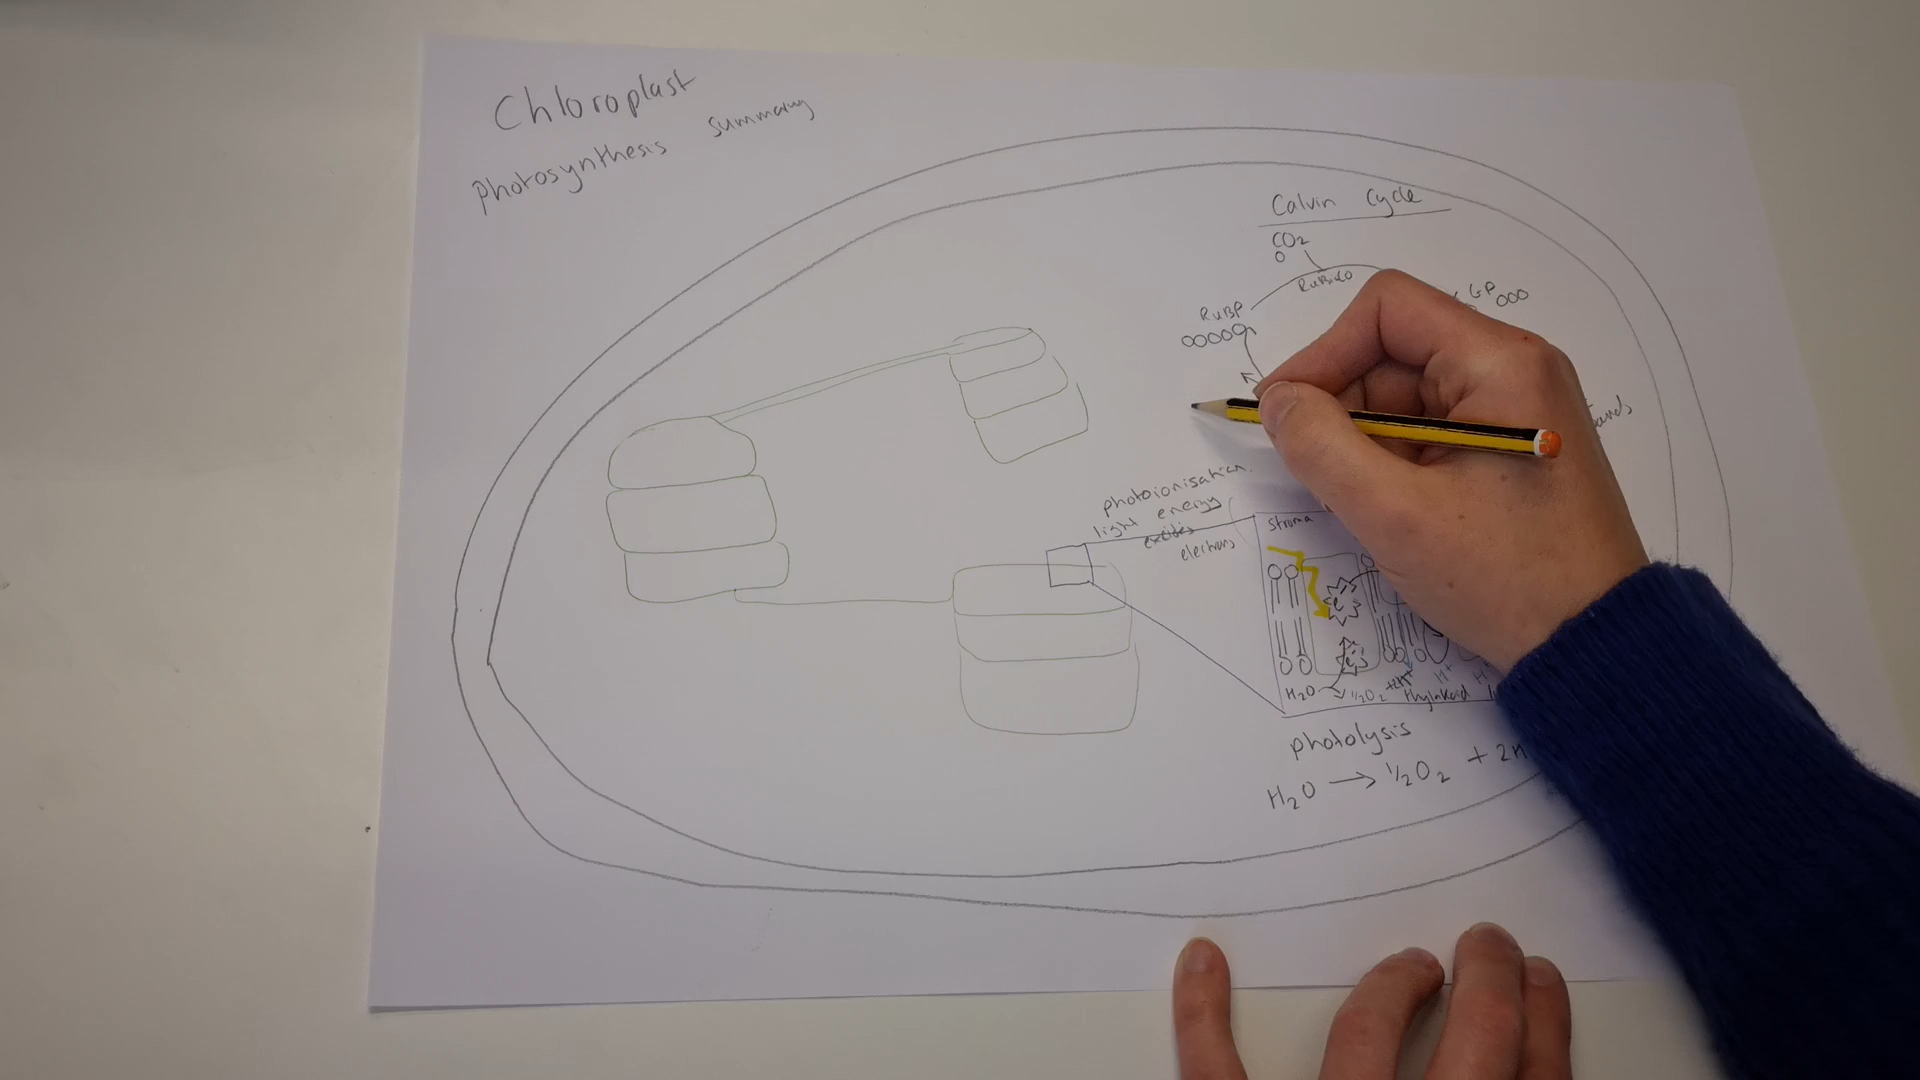 Chloroplast
photosynthesis summary
Calvin Cycle
CO2
RuBisCo
RuBP
GP
photoionisation.
light energy
excites
electrons
stroma
e-
H2O
1/2O2 +2H+
H+
H+
photolysis
H2O → 1/2O2 + 2H